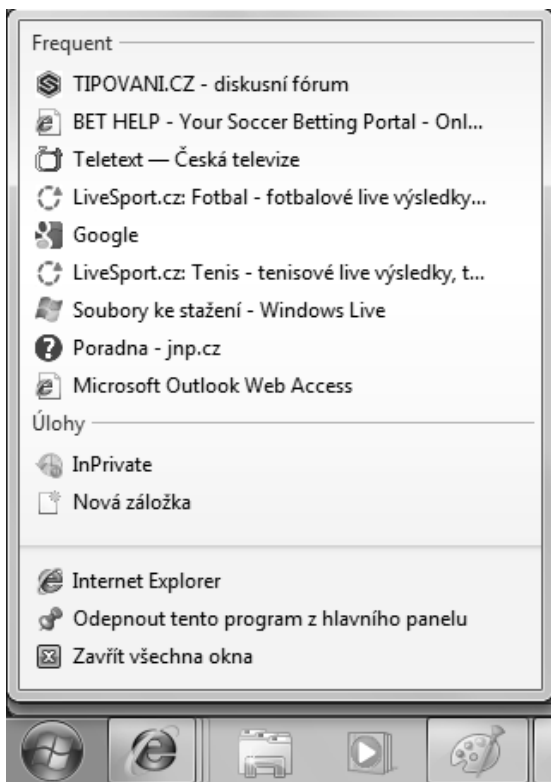 Frequent
TIPOVANI.CZ - diskusní fórum
BET HELP - Your Soccer Betting Portal - Onl...
Teletext — Česká televize
LiveSport.cz: Fotbal - fotbalové live výsledky...
Google
LiveSport.cz: Tenis - tenisové live výsledky, t...
Soubory ke stažení - Windows Live
Poradna - jnp.cz
Microsoft Outlook Web Access
Úlohy
InPrivate
Nová záložka
Internet Explorer
Odepnout tento program z hlavního panelu
Zavřít všechna okna